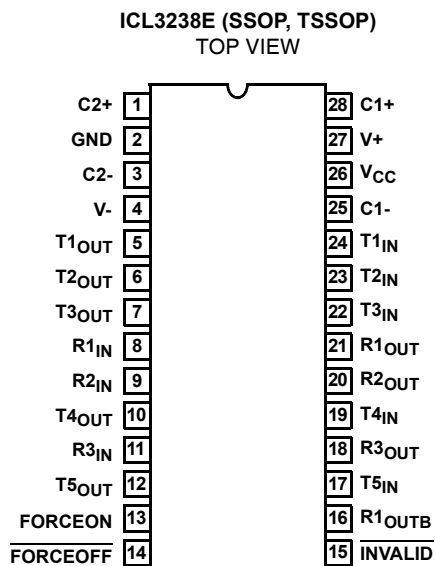 ICL3238E (SSOP, TSSOP)
TOP VIEW
C2+ 1 28 C1+
GND 2 27 V+
C2- 3 26 VCC
V- 4 25 C1-
T1OUT 5 24 T1IN
T2OUT 6 23 T2IN
T3OUT 7 22 T3IN
R1IN 8 21 R1OUT
R2IN 9 20 R2OUT
T4OUT 10 19 T4IN
R3IN 11 18 R3OUT
T5OUT 12 17 T5IN
FORCEON 13 16 R1OUTB
FORCEOFF 14 15 INVALID